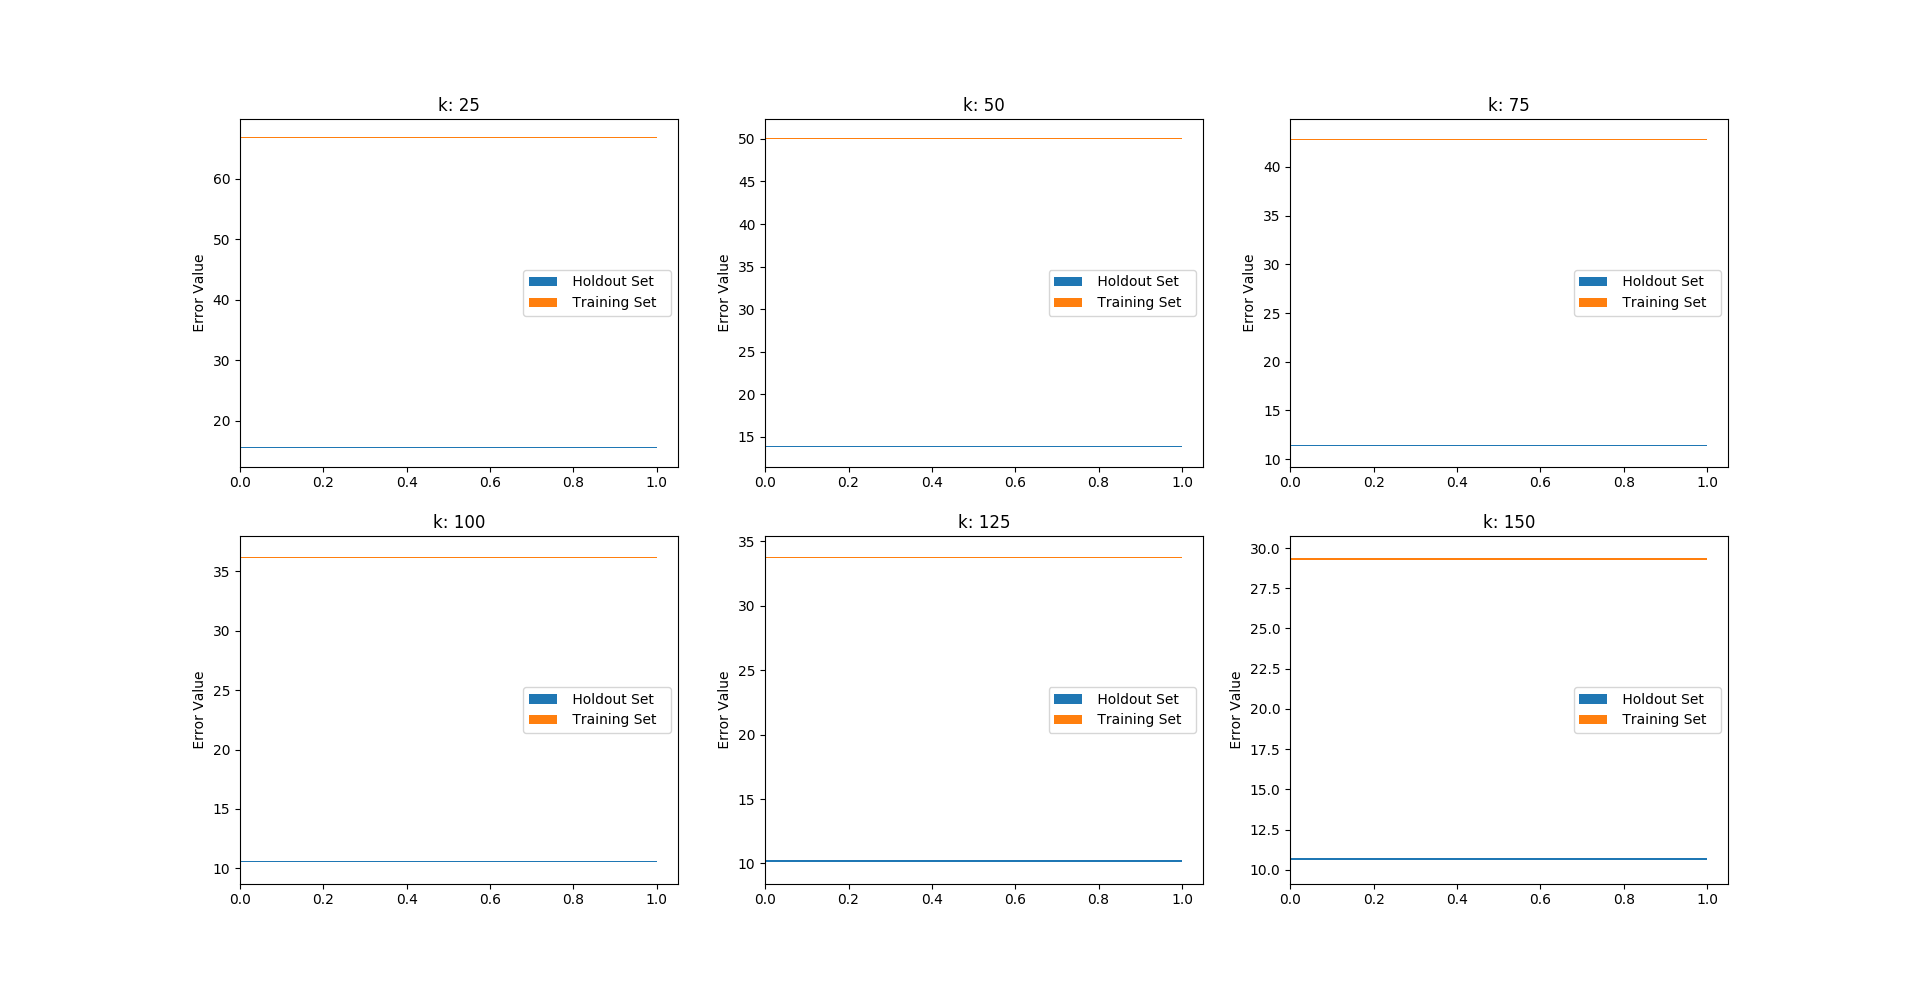 k: 25
60
50
40
30
20
Error Value
Holdout Set
Training Set
0.0 0.2 0.4 0.6 0.8 1.0
k: 50
50
45
40
35
30
25
20
15
Error Value
Holdout Set
Training Set
0.0 0.2 0.4 0.6 0.8 1.0
k: 75
40
35
30
25
20
15
10
Error Value
Holdout Set
Training Set
0.0 0.2 0.4 0.6 0.8 1.0
k: 100
35
30
25
20
15
10
Error Value
Holdout Set
Training Set
0.0 0.2 0.4 0.6 0.8 1.0
k: 125
35
30
25
20
15
10
Error Value
Holdout Set
Training Set
0.0 0.2 0.4 0.6 0.8 1.0
k: 150
30.0
27.5
25.0
22.5
20.0
17.5
15.0
12.5
10.0
Error Value
Holdout Set
Training Set
0.0 0.2 0.4 0.6 0.8 1.0